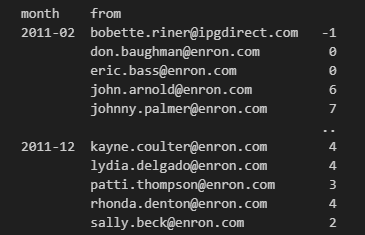 month from
2011-02 bobette.riner@ipgdirect.com -1
don.baughman@enron.com 0
eric.bass@enron.com 0
john.arnold@enron.com 6
johnny.palmer@enron.com 7
..
2011-12 kayne.coulter@enron.com 4
lydia.delgado@enron.com 4
patti.thompson@enron.com 3
rhonda.denton@enron.com 4
sally.beck@enron.com 2